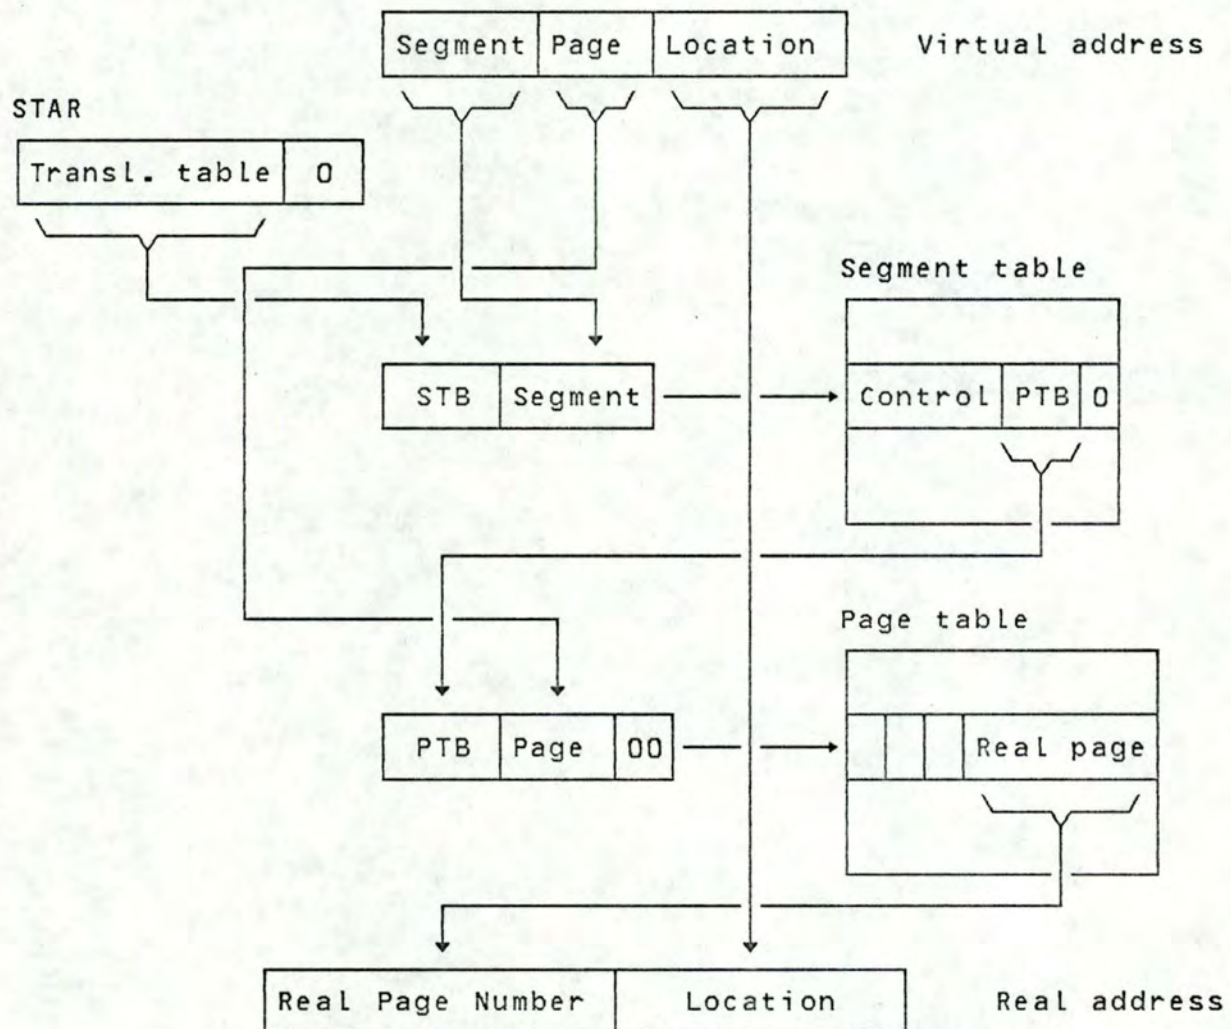 Segment Page Location Virtual address
STAR
Transl. table 0
Segment table
STB Segment Control PTB 0
Page table
PTB Page 00 Real page
Real Page Number Location Real address